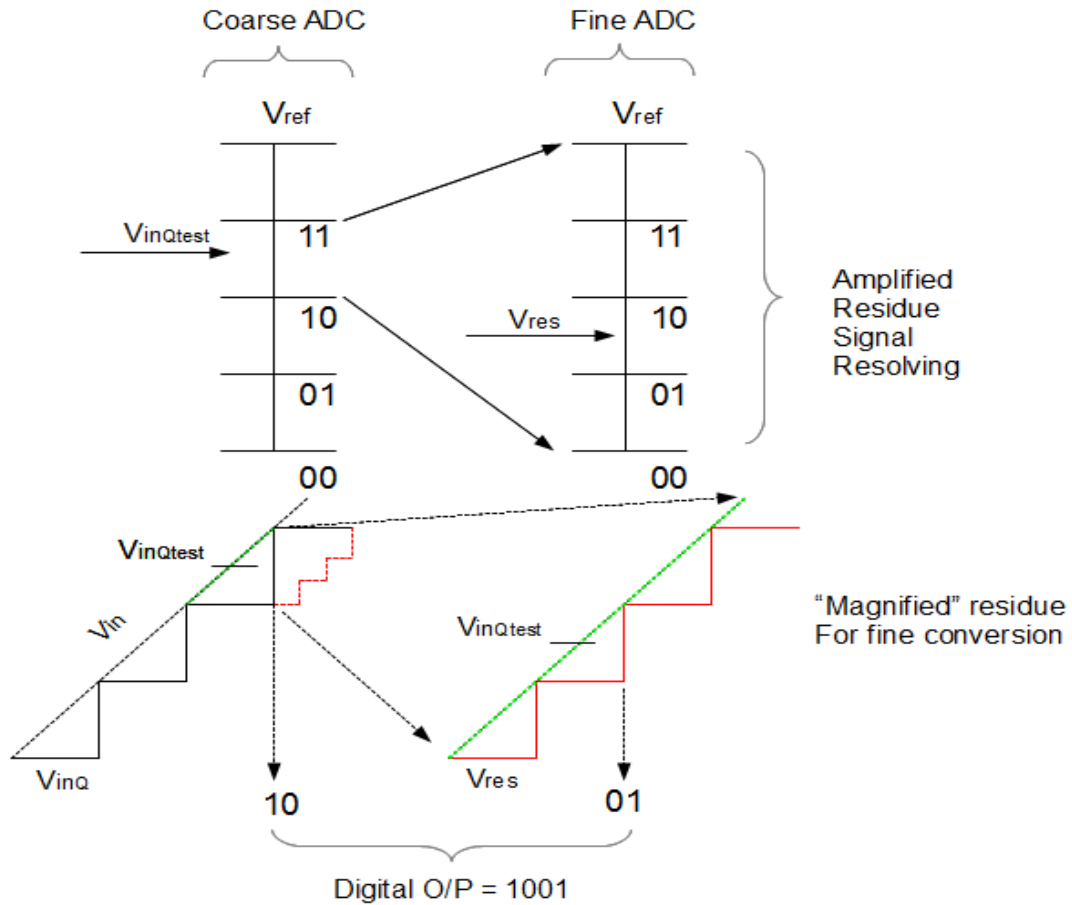 Coarse ADC
Fine ADC
Vref
Vref
VinQtest
11
11
Vres
10
10
01
01
00
00
Amplified
Residue
Signal
Resolving
VinQtest
Vin
VinQtest
"Magnified" residue
For fine conversion
VinQ
Vres
10
01
Digital O/P = 1001